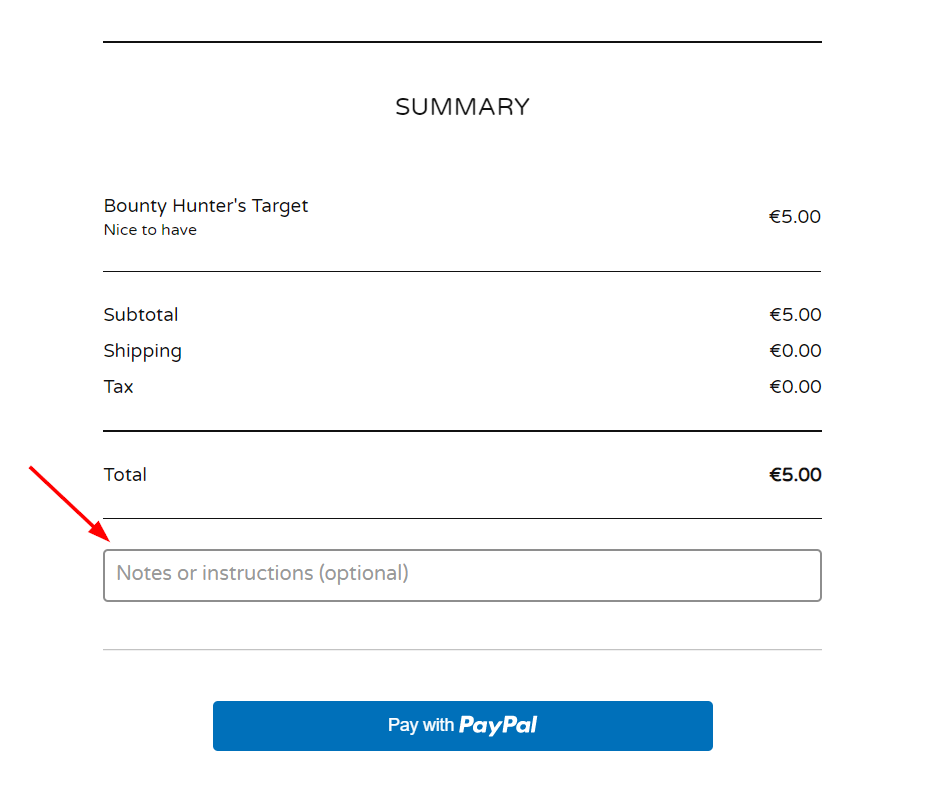 SUMMARY
Bounty Hunter's Target
Nice to have
€5.00
Subtotal €5.00
Shipping €0.00
Tax €0.00
Total €5.00
Notes or instructions (optional)
Pay with PayPal